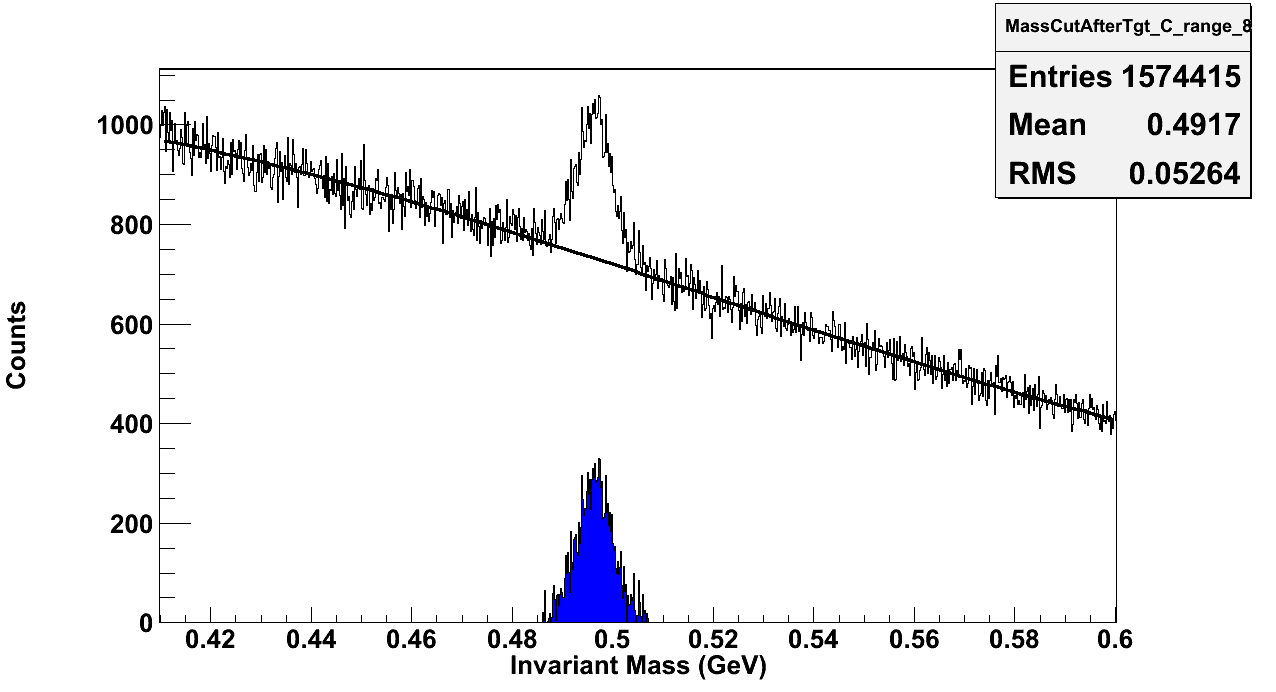 MassCutAfterTgt_C_range_8
Entries 1574415
Mean 0.4917
RMS 0.05264
1000
800
600
400
200
0
Counts
0.42 0.44 0.46 0.48 0.5 0.52 0.54 0.56 0.58 0.6
Invariant Mass (GeV)